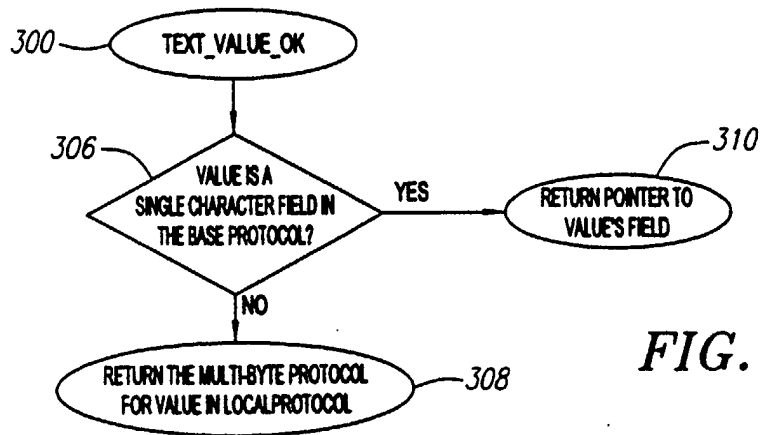 300
TEXT_VALUE_OK
306
VALUE IS A
SINGLE CHARACTER FIELD IN
THE BASE PROTOCOL?
YES
310
RETURN POINTER TO
VALUE'S FIELD
NO
RETURN THE MULTI-BYTE PROTOCOL
FOR VALUE IN LOCALPROTOCOL
308
FIG.